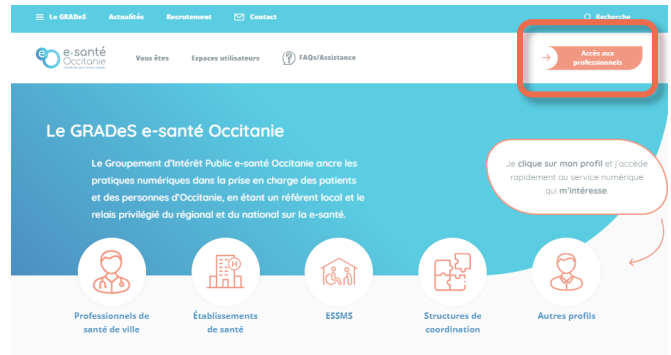 Le GRADeS Actualités Recrutement Contact Recherche
e-santé
Occitanie
Vous êtes Espaces utilisateurs FAQs/Assistance
Accès aux
professionnels
Le GRADeS e-santé Occitanie
Le Groupement d'Intérêt Public e-santé Occitanie ancre les
pratiques numériques dans la prise en charge des patients
et des personnes d'Occitanie, en étant un référent local et le
relais privilégié du régional et du national sur la e-santé.
Je clique sur mon profil et j'accède
rapidement au service numérique
qui m'intéresse.
Professionnels de
santé de ville
Établissements
de santé
ESSMS
Structures de
coordination
Autres profils